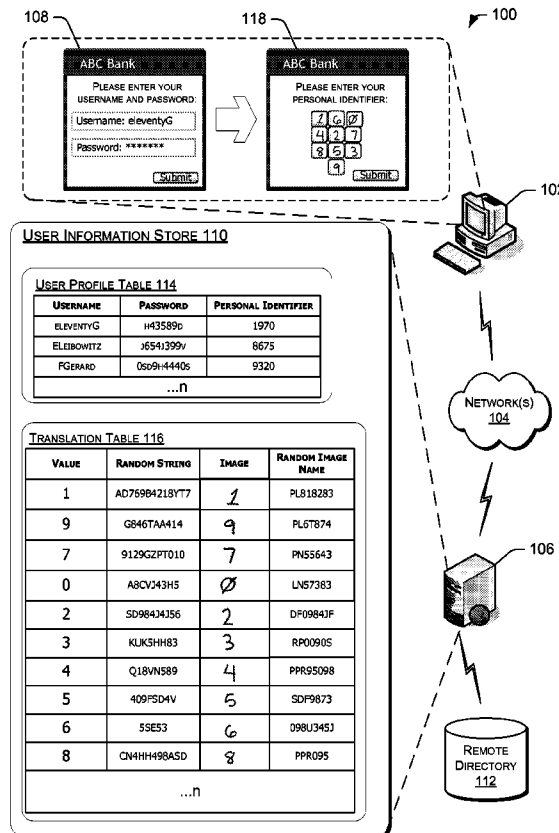 100
108
118
ABC Bank
PLEASE ENTER YOUR
USERNAME AND PASSWORD:
Username: eleventyG
Password: *******
Submit
ABC Bank
PLEASE ENTER YOUR
PERSONAL IDENTIFIER:
1 6 Ø
4 2 7
8 5 3
9
Submit
102
NETWORK(S)
104
106
REMOTE
DIRECTORY
112
USER INFORMATION STORE 110
USER PROFILE TABLE 114
USERNAME PASSWORD PERSONAL IDENTIFIER
ELEVENTYG H43589D 1970
ELEIBOWITZ J654J399V 8675
FGERARD 0SD9H4440S 9320
...n
TRANSLATION TABLE 116
VALUE RANDOM STRING IMAGE RANDOM IMAGE NAME
1 AD769B4218YT7 1 PL818283
9 G846TAA414 9 PL6T874
7 9129GZPT010 7 PN55643
0 A8CVJ43H5 Ø LN57383
2 SD984J4J56 2 DF0984JF
3 KUK5HH83 3 RP0090S
4 Q18VN589 4 PPR95098
5 409FSD4V 5 SDF9873
6 5SE53 6 098U345J
8 CN4HH498ASD 8 PPR095
...n